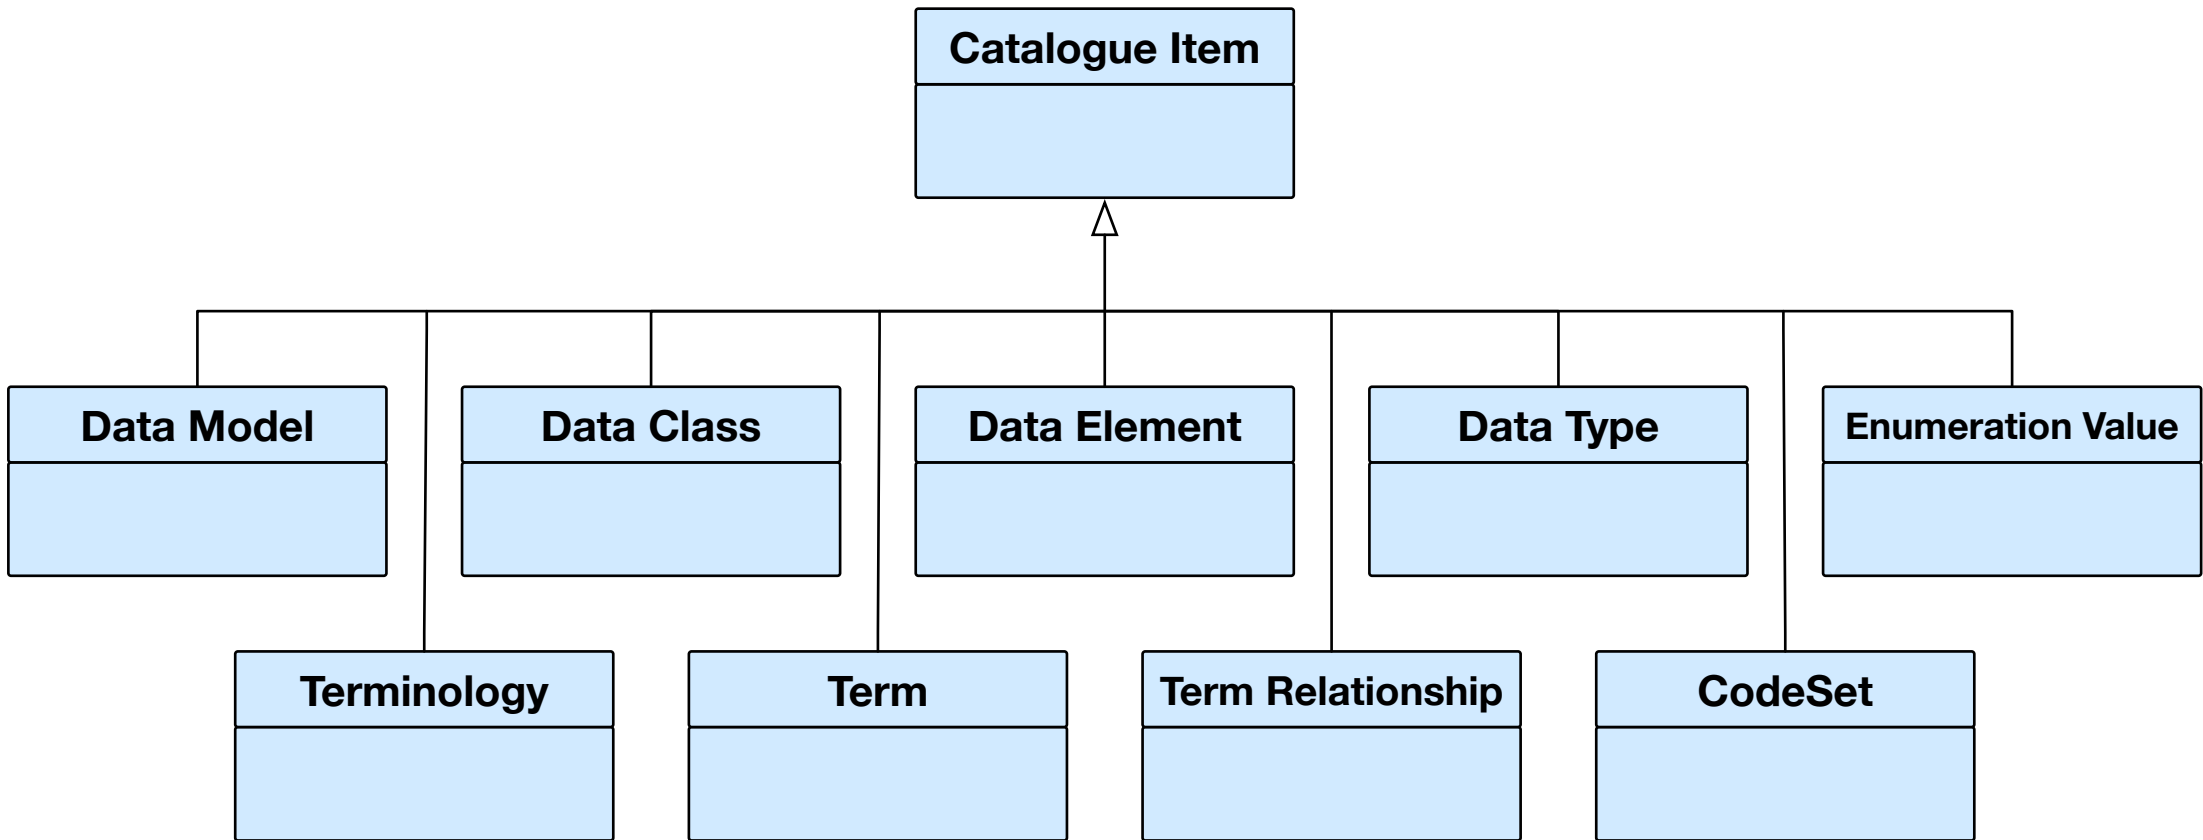 Catalogue Item
Data Model
Data Class
Data Element
Data Type
Enumeration Value
Terminology
Term
Term Relationship
CodeSet